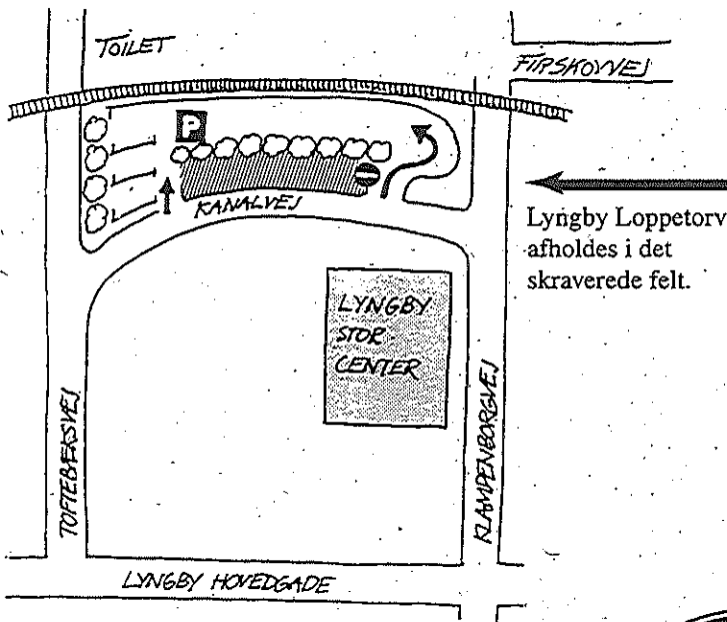 TOILET
FIRSKOVVEJ
P
KANALVEJ
Lyngby Loppetorv
afholdes i det
skraverede felt.
LYNGBY
STOR-
CENTER
TOFTEBÆKSVEJ
KLAMPENBORGVEJ
LYNGBY HOVEDGADE